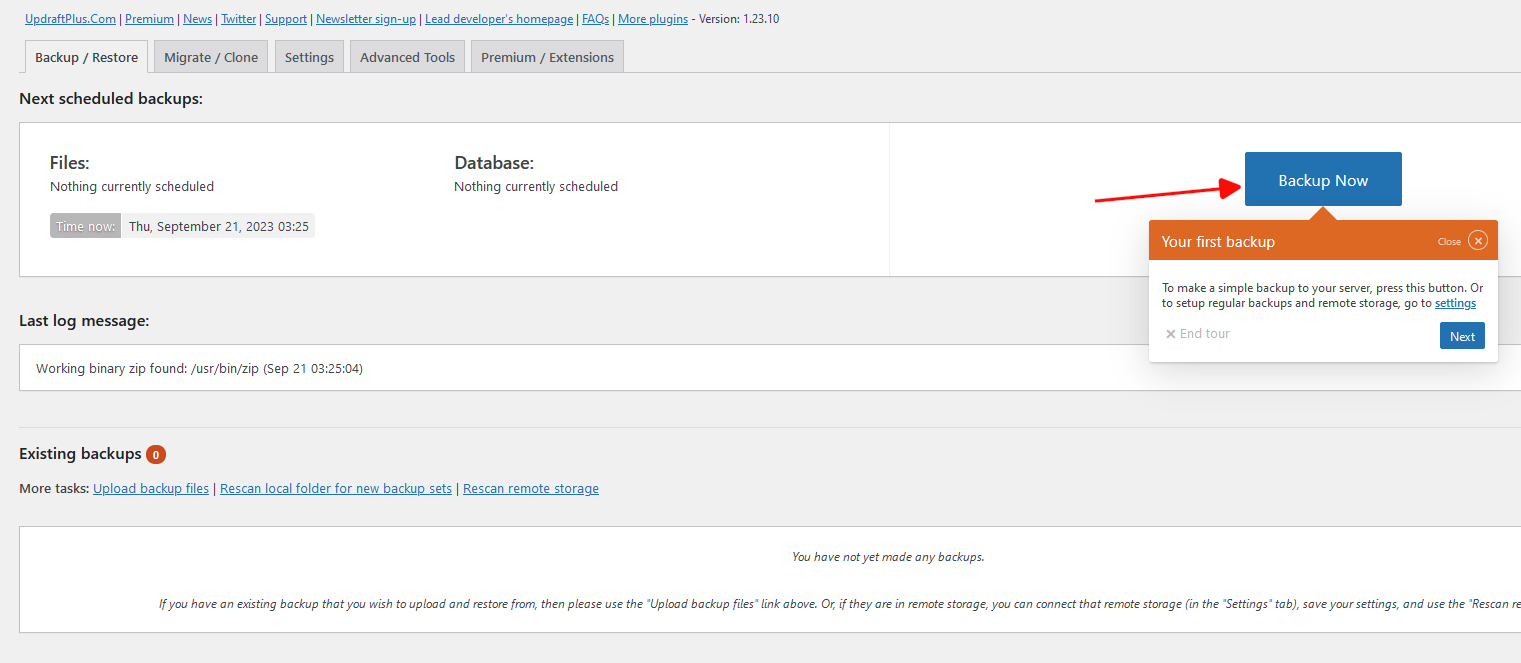 UpdraftPlus.Com | Premium | News | Twitter | Support | Newsletter sign-up | Lead developer's homepage | FAQs | More plugins - Version: 1.23.10
Backup / Restore Migrate / Clone Settings Advanced Tools Premium / Extensions
Next scheduled backups:
Files:
Nothing currently scheduled
Database:
Nothing currently scheduled
Time now: Thu, September 21, 2023 03:25
Backup Now
Your first backup
Close
To make a simple backup to your server, press this button. Or
to setup regular backups and remote storage, go to settings
End tour
Next
Last log message:
Working binary zip found: /usr/bin/zip (Sep 21 03:25:04)
Existing backups 0
More tasks: Upload backup files | Rescan local folder for new backup sets | Rescan remote storage
You have not yet made any backups.
If you have an existing backup that you wish to upload and restore from, then please use the "Upload backup files" link above. Or, if they are in remote storage, you can connect that remote storage (in the "Settings" tab), save your settings, and use the "Rescan re